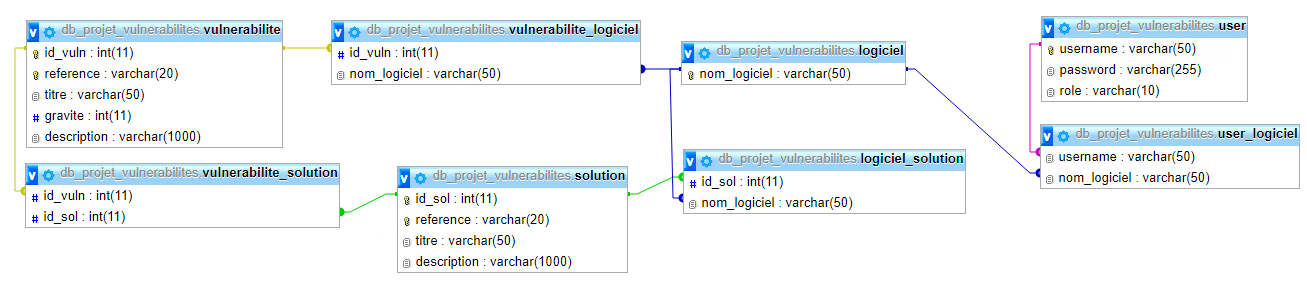 v db_projet_vulnerabilites.vulnerabilite
id_vuln : int(11)
reference : varchar(20)
titre : varchar(50)
# gravite : int(11)
description : varchar(1000)
v db_projet_vulnerabilites.vulnerabilite_logiciel
# id_vuln : int(11)
nom_logiciel : varchar(50)
v db_projet_vulnerabilites.logiciel
nom_logiciel : varchar(50)
v db_projet_vulnerabilites.user
username : varchar(50)
password : varchar(255)
role : varchar(10)
v db_projet_vulnerabilites.vulnerabilite_solution
# id_vuln : int(11)
# id_sol : int(11)
v db_projet_vulnerabilites.solution
id_sol : int(11)
reference : varchar(20)
titre : varchar(50)
description : varchar(1000)
v db_projet_vulnerabilites.logiciel_solution
# id_sol : int(11)
nom_logiciel : varchar(50)
v db_projet_vulnerabilites.user_logiciel
username : varchar(50)
nom_logiciel : varchar(50)